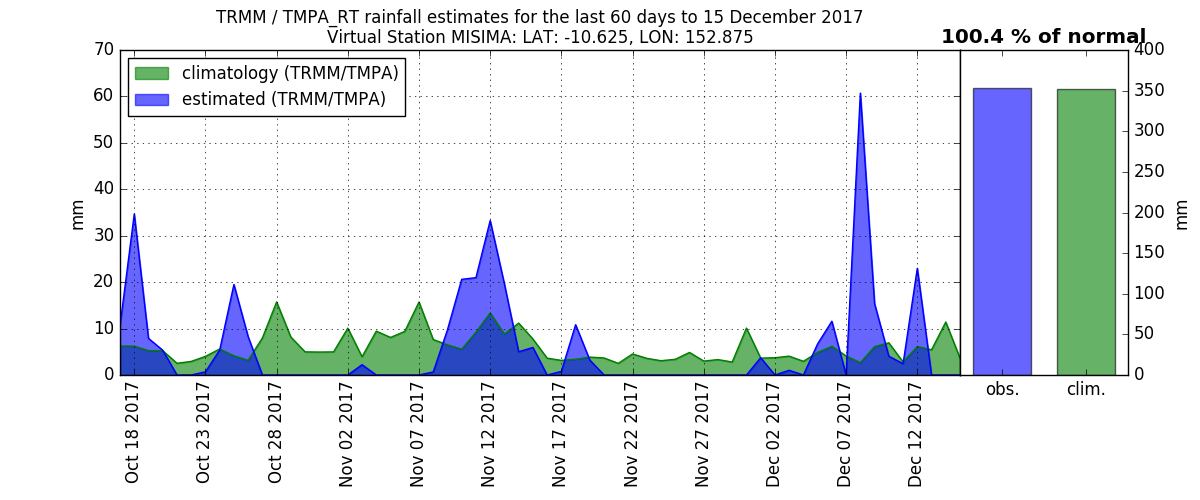 TRMM / TMPA_RT rainfall estimates for the last 60 days to 15 December 2017
Virtual Station MISIMA: LAT: -10.625, LON: 152.875
100.4 % of normal
climatology (TRMM/TMPA)
estimated (TRMM/TMPA)
mm
70
60
50
40
30
20
10
0
Oct 18 2017
Oct 23 2017
Oct 28 2017
Nov 02 2017
Nov 07 2017
Nov 12 2017
Nov 17 2017
Nov 22 2017
Nov 27 2017
Dec 02 2017
Dec 07 2017
Dec 12 2017
obs.
clim.
400
350
300
250
200
150
100
50
0
mm